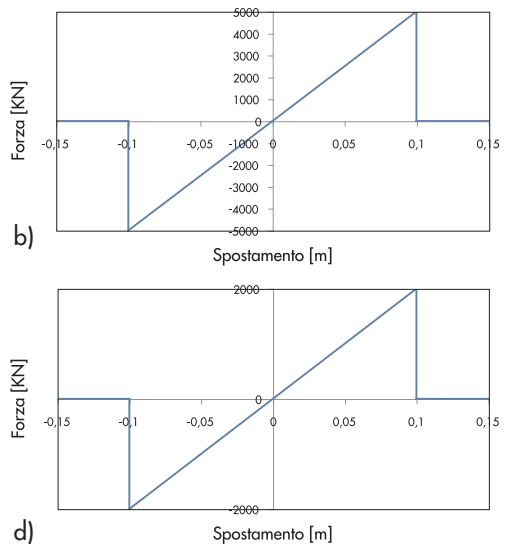 5000
4000
3000
2000
1000
0
-0,15 -0,1 -0,05 -1000 0 0,05 0,1 0,15
-2000
-3000
-4000
-5000
Forza [KN]
Spostamento [m]
b)
2000
0
-0,15 -0,1 -0,05 0 0,05 0,1 0,15
-2000
Forza [KN]
Spostamento [m]
d)